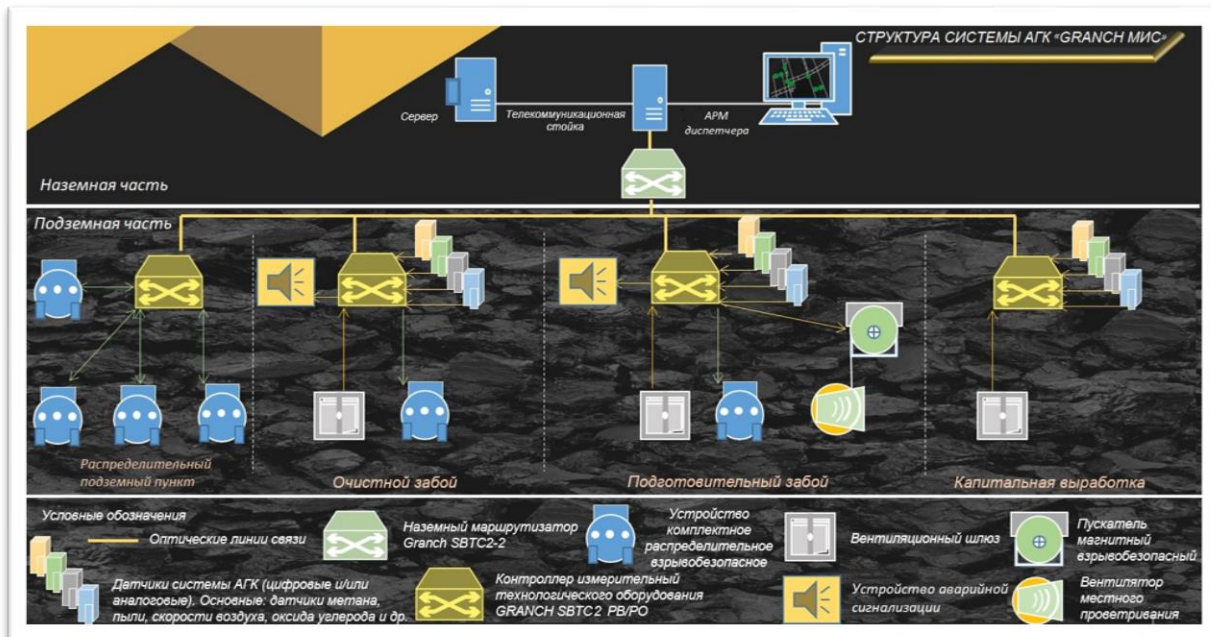 СТРУКТУРА СИСТЕМЫ АГК «GRANCH МИС»
Сервер
Телекоммуникационная
стойка
АРМ
диспетчера
Наземная часть
Подземная часть
Распределительный
подземный пункт
Очистной забой
Подготовительный забой
Капитальная выработка
Условные обозначения
Оптические линии связи
Датчики системы АГК (цифровые и/или
аналоговые). Основные: датчики метана,
пыли, скорости воздуха, оксида углерода и др.
Наземный маршрутизатор
Granch SBTC2-2
Контроллер измерительный
технологического оборудования
GRANCH SBTC2 PB/PO
Устройство
комплектное
распределительное
взрывобезопасное
Вентиляционный шлюз
Устройство аварийной
сигнализации
Пускатель
магнитный
взрывобезопасный
Вентилятор
местного
проветривания